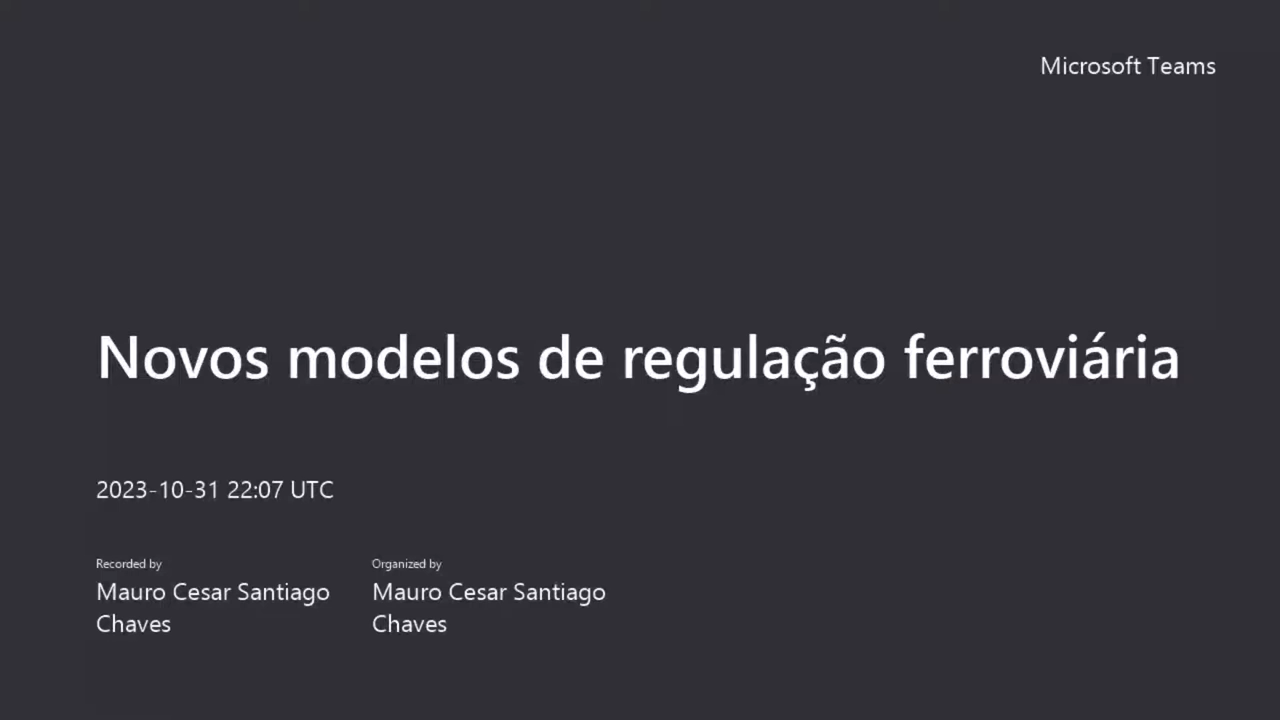 Microsoft Teams
Novos modelos de regulação ferroviária
2023-10-31 22:07 UTC
Recorded by
Mauro Cesar Santiago
Chaves
Organized by
Mauro Cesar Santiago
Chaves